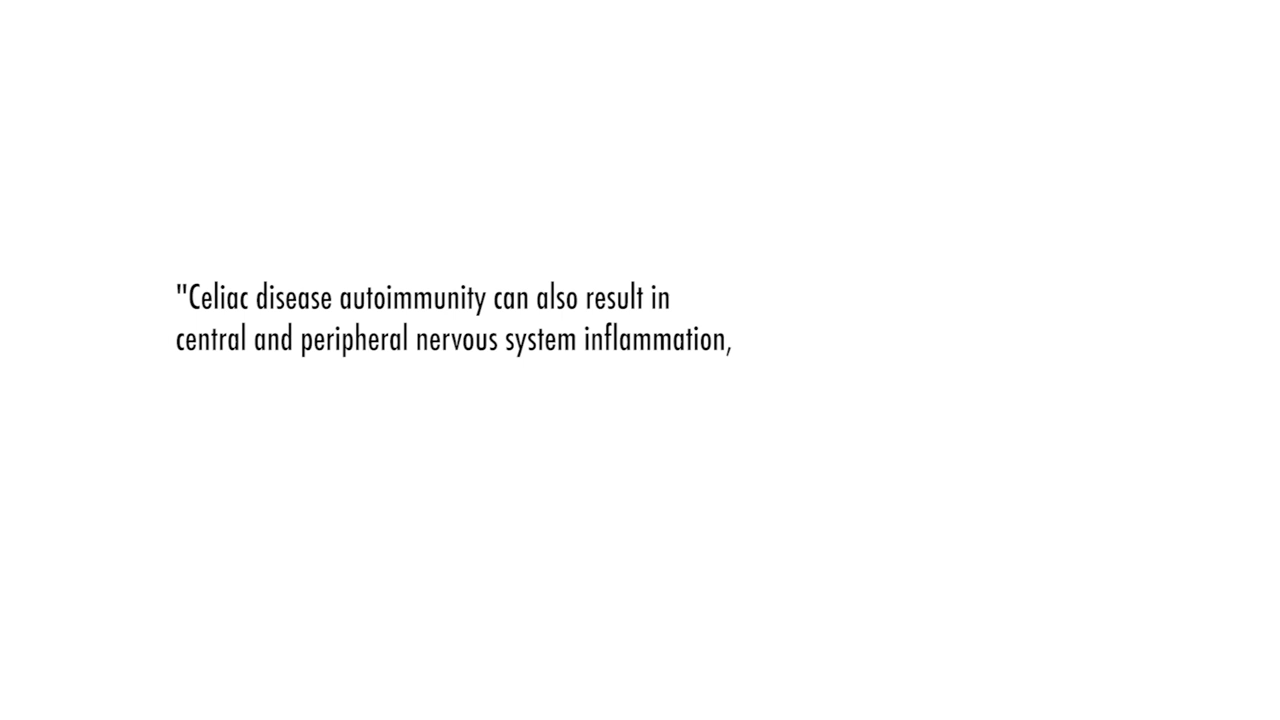 "Celiac disease autoimmunity can also result in
central and peripheral nervous system inflammation,